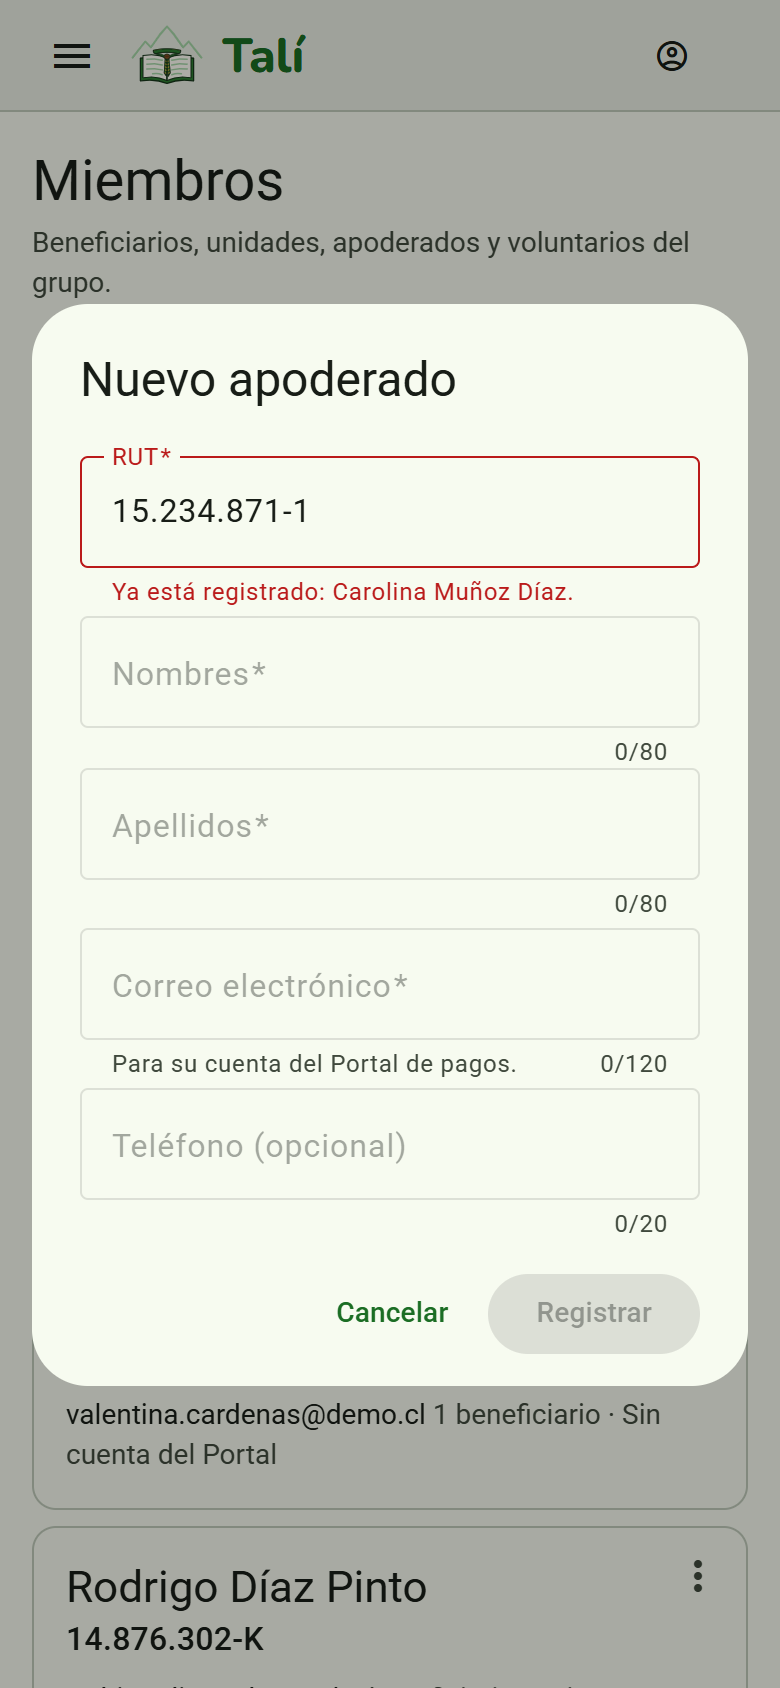 Talí
Miembros
Beneficiarios, unidades, apoderados y voluntarios del
grupo.
Nuevo apoderado
RUT*
15.234.871-1
Ya está registrado: Carolina Muñoz Díaz.
Nombres*
0/80
Apellidos*
0/80
Correo electrónico*
Para su cuenta del Portal de pagos. 0/120
Teléfono (opcional)
0/20
Cancelar Registrar
valentina.cardenas@demo.cl 1 beneficiario · Sin
cuenta del Portal
Rodrigo Díaz Pinto
14.876.302-K